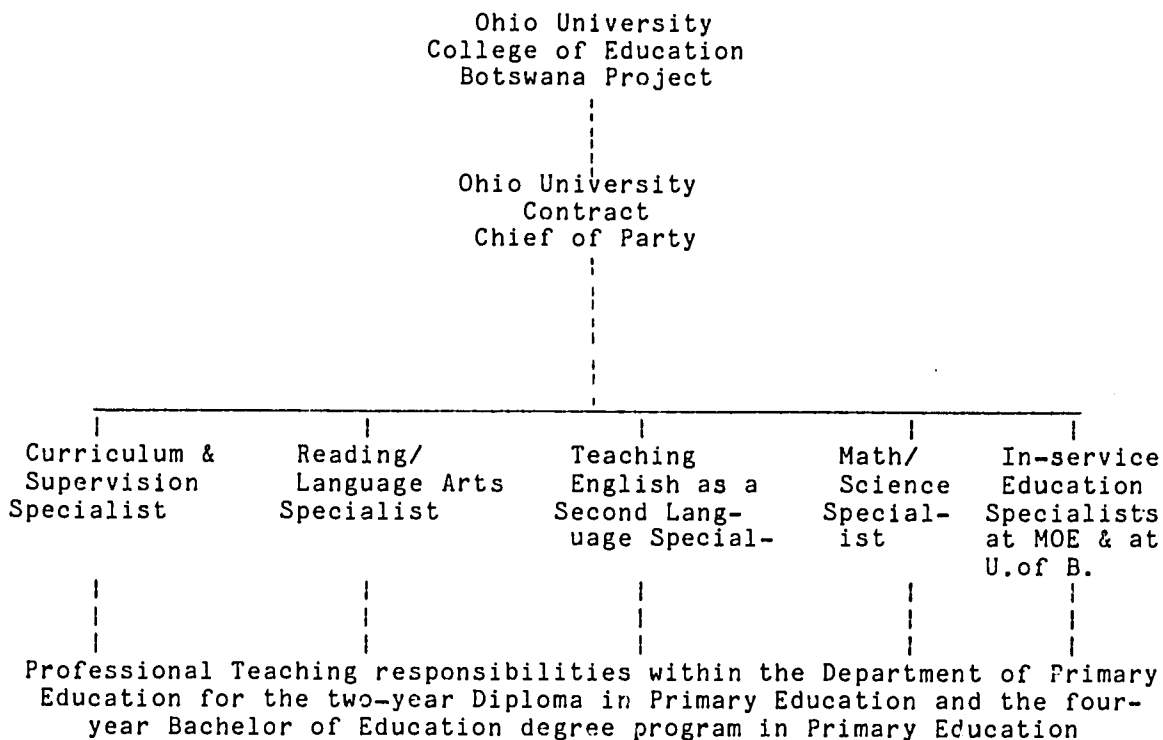 Ohio University
College of Education
Botswana Project
Ohio University
Contract
Chief of Party
Curriculum &
Supervision
Specialist
Reading/
Language Arts
Specialist
Teaching
English as a
Second Lang-
uage Special-
Math/
Science
Special-
ist
In-service
Education
Specialists
at MOE & at
U.of B.
Professional Teaching responsibilities within the Department of Primary
Education for the two-year Diploma in Primary Education and the four-
year Bachelor of Education degree program in Primary Education